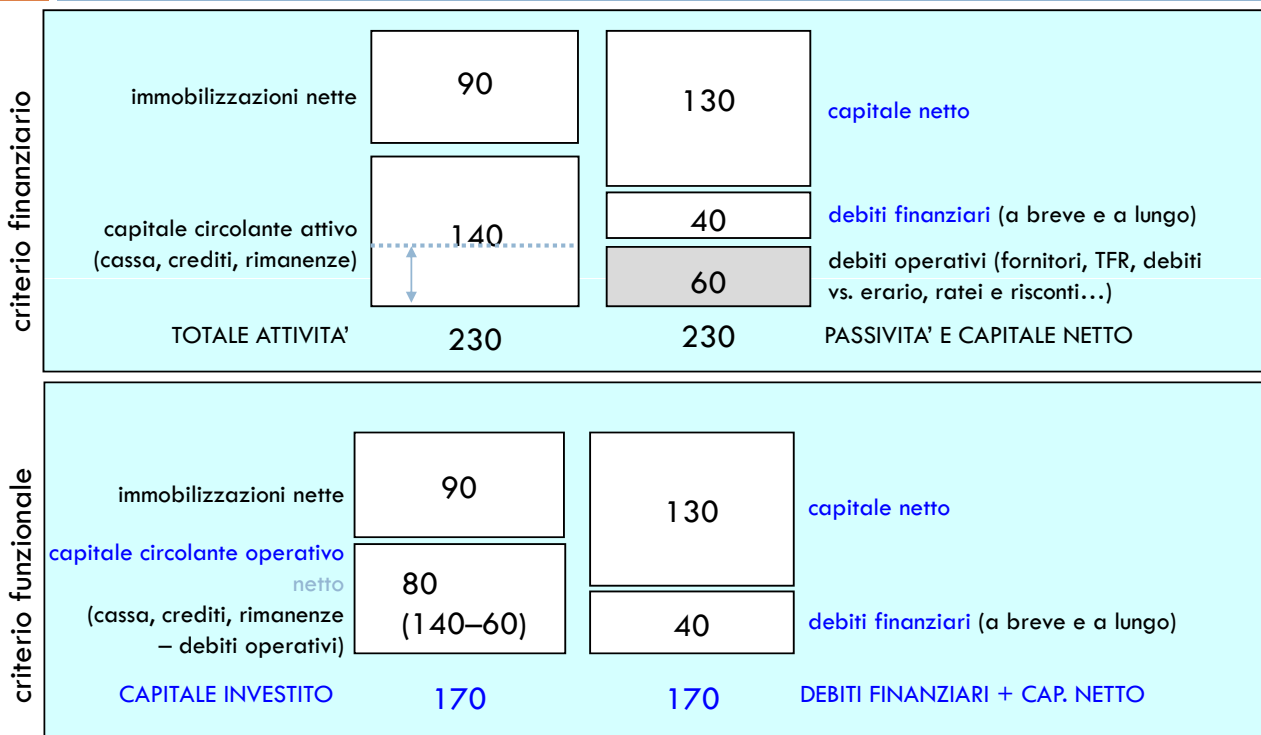 criterio finanziario
immobilizzazioni nette
90
130
capitale netto
capitale circolante attivo
(cassa, crediti, rimanenze)
140
40
debiti finanziari (a breve e a lungo)
60
debiti operativi (fornitori, TFR, debiti
vs. erario, ratei e risconti…)
TOTALE ATTIVITA’
230
230
PASSIVITA’ E CAPITALE NETTO
criterio funzionale
immobilizzazioni nette
90
130
capitale netto
capitale circolante operativo
netto
(cassa, crediti, rimanenze
– debiti operativi)
80
(140–60)
40
debiti finanziari (a breve e a lungo)
CAPITALE INVESTITO
170
170
DEBITI FINANZIARI + CAP. NETTO